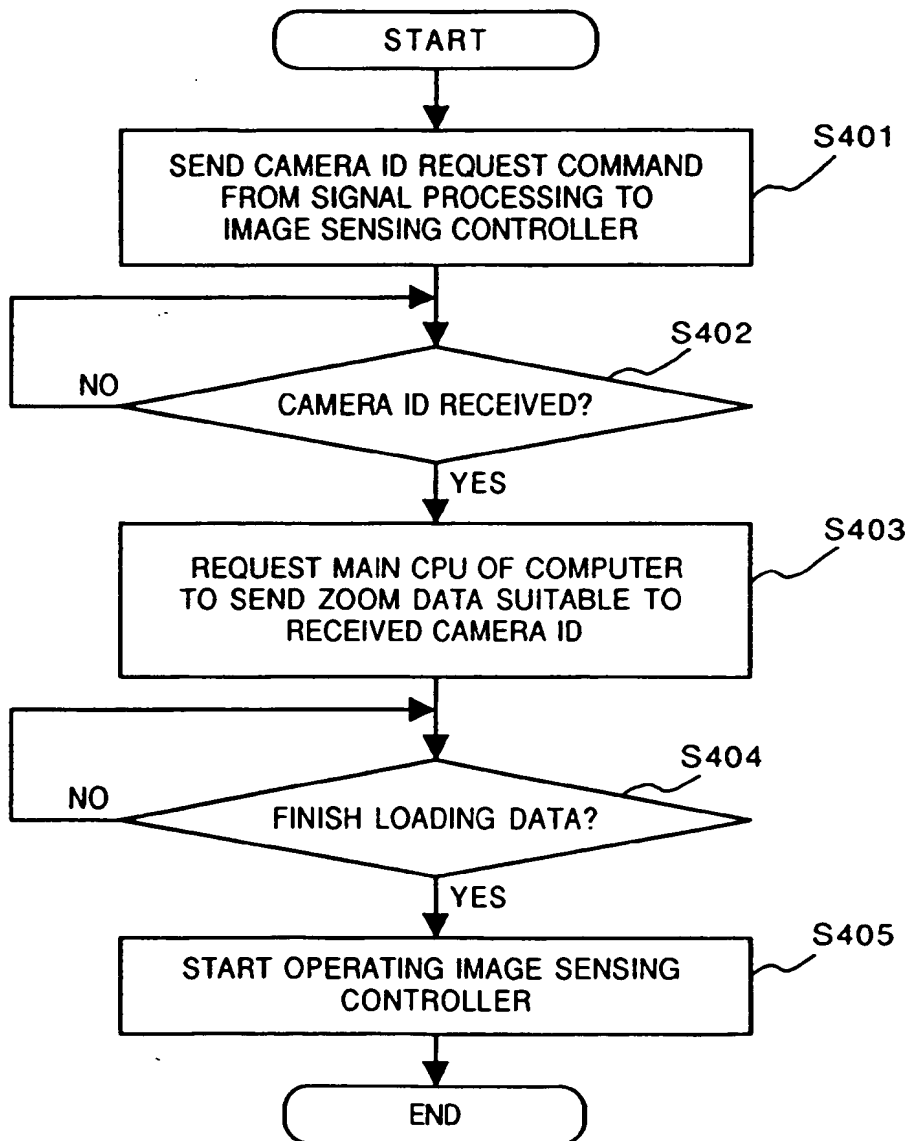 START
S401
SEND CAMERA ID REQUEST COMMAND
FROM SIGNAL PROCESSING TO
IMAGE SENSING CONTROLLER
S402
NO
CAMERA ID RECEIVED?
YES
S403
REQUEST MAIN CPU OF COMPUTER
TO SEND ZOOM DATA SUITABLE TO
RECEIVED CAMERA ID
S404
NO
FINISH LOADING DATA?
YES
S405
START OPERATING IMAGE SENSING
CONTROLLER
END